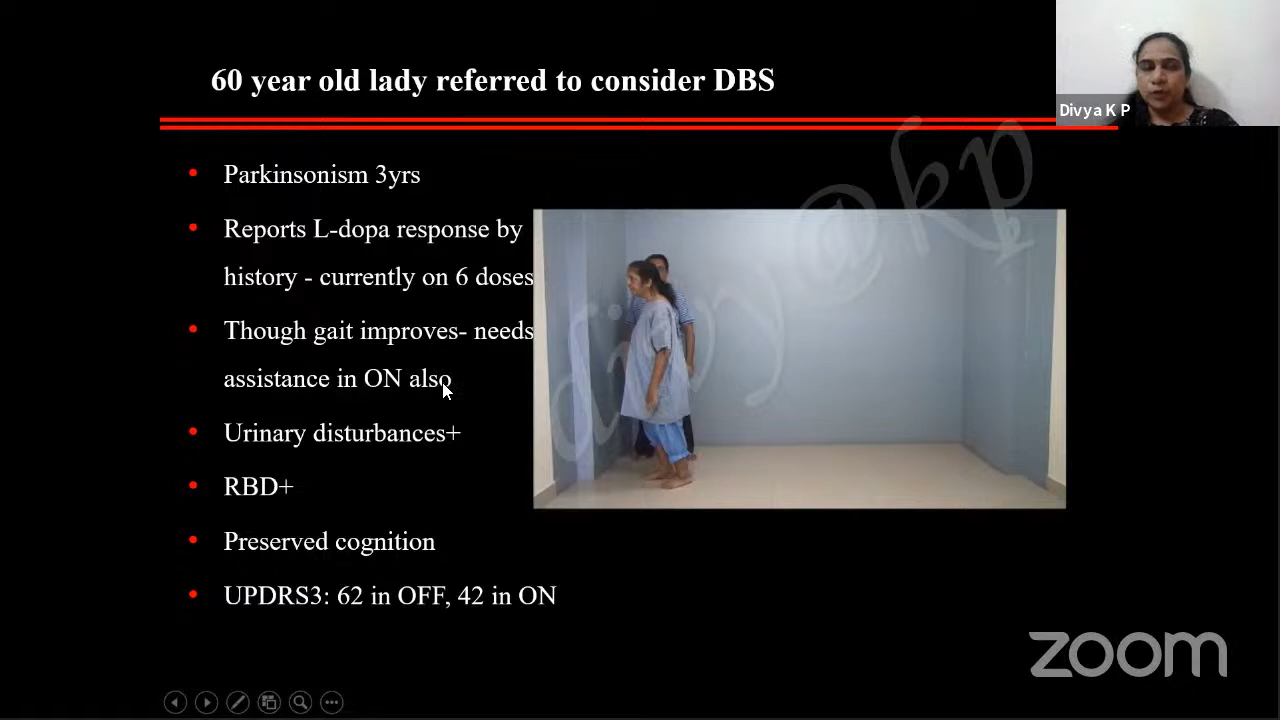 60 year old lady referred to consider DBS
Divya K P
Parkinsonism 3yrs
Reports L-dopa response by
history - currently on 6 doses
Though gait improves- needs
assistance in ON also
Urinary disturbances+
RBD+
Preserved cognition
UPDRS3: 62 in OFF, 42 in ON
divy@kp
zoom